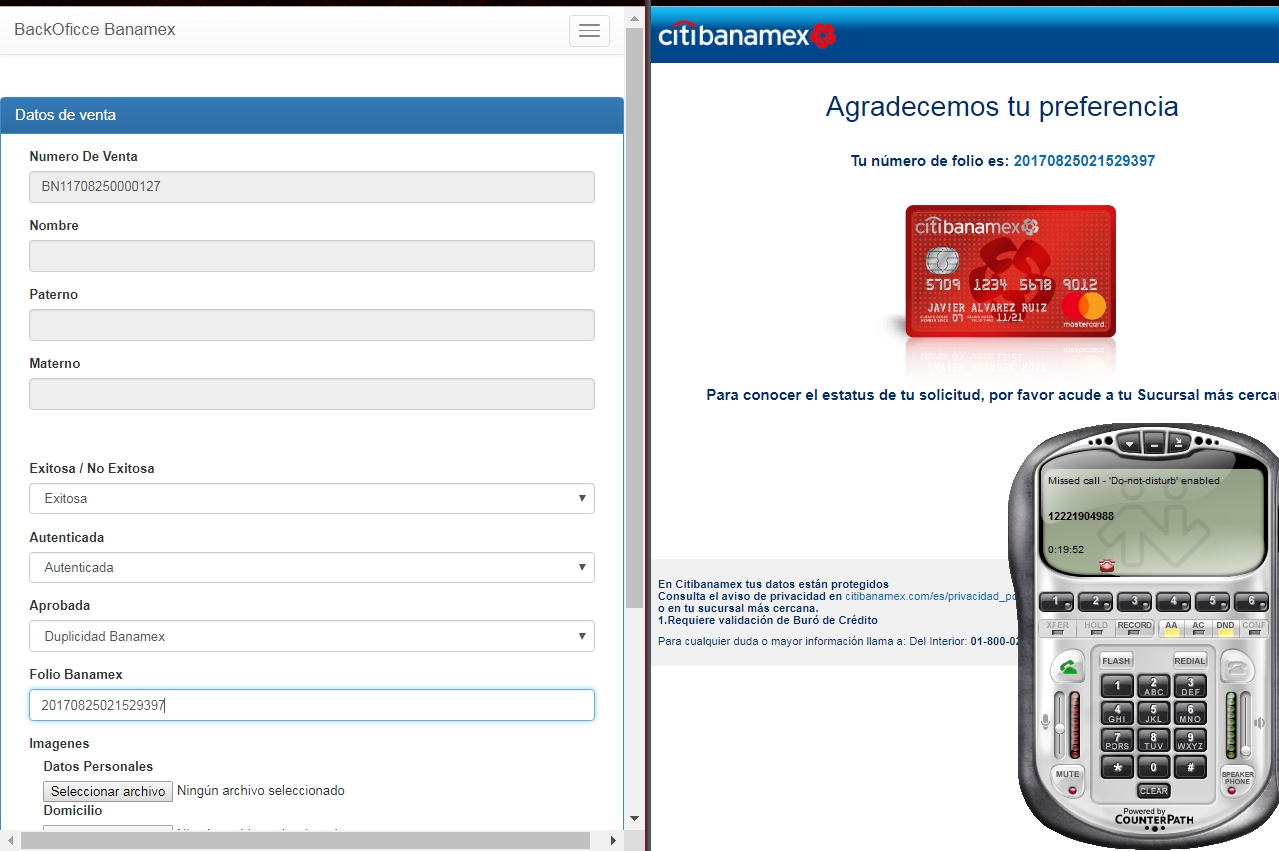 BackOficce Banamex
Datos de venta
Numero De Venta
BN11708250000127
Nombre
Paterno
Materno
Exitosa / No Exitosa
Exitosa
Autenticada
Autenticada
Aprobada
Duplicidad Banamex
Folio Banamex
20170825021529397
Imagenes
Datos Personales
Seleccionar archivo Ningún archivo seleccionado
Domicilio
citibanamex
Agradecemos tu preferencia
Tu número de folio es: 20170825021529397
citibanamex
5709 1234 5678 9012
CLIENTE DESDE MEMBER SINCE 07 VALIDA HASTA VALID THRU 11/21
JAVIER ALVAREZ RUIZ
mastercard
Para conocer el estatus de tu solicitud, por favor acude a tu Sucursal más cercan
En Citibanamex tus datos están protegidos
Consulta el aviso de privacidad en citibanamex.com/es/privacidad_po
o en tu sucursal más cercana.
1.Requiere validación de Buró de Crédito
Para cualquier duda o mayor información llama a: Del Interior: 01-800-02
Missed call - 'Do-not-disturb' enabled
12221904988
0:19:52
1 2 3 4 5 6
XFER HOLD RECORD AA AC DND CONF
FLASH REDIAL
1 2 ABC 3 DEF
4 GHI 5 JKL 6 MNO
7 PQRS 8 TUV 9 WXYZ
* 0 #
MUTE
CLEAR
SPEAKER PHONE
Powered by
COUNTERPATH